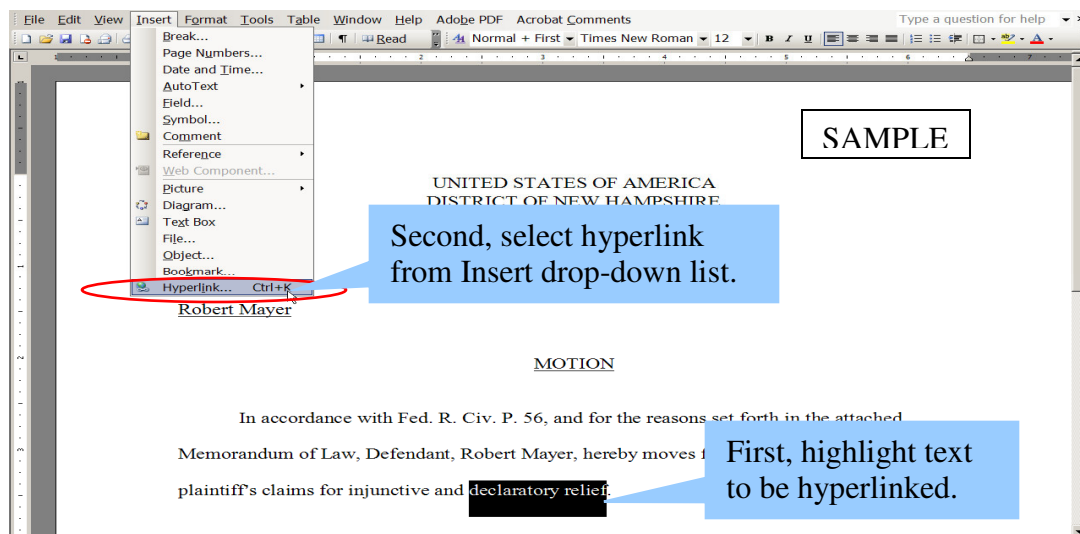 File Edit View Insert Format Tools Table Window Help Adobe PDF Acrobat Comments Type a question for help
Read Normal + First Times New Roman 12 B I U
Break...
Page Numbers...
Date and Time...
AutoText
Field...
Symbol...
Comment
Reference
Web Component...
Picture
Diagram...
Text Box
File...
Object...
Bookmark...
Hyperlink... Ctrl+K
SAMPLE
UNITED STATES OF AMERICA
DISTRICT OF NEW HAMPSHIRE
Second, select hyperlink
from Insert drop-down list.
Robert Mayer
MOTION
In accordance with Fed. R. Civ. P. 56, and for the reasons set forth in the attached
Memorandum of Law, Defendant, Robert Mayer, hereby moves
plaintiff's claims for injunctive and declaratory relief.
First, highlight text
to be hyperlinked.